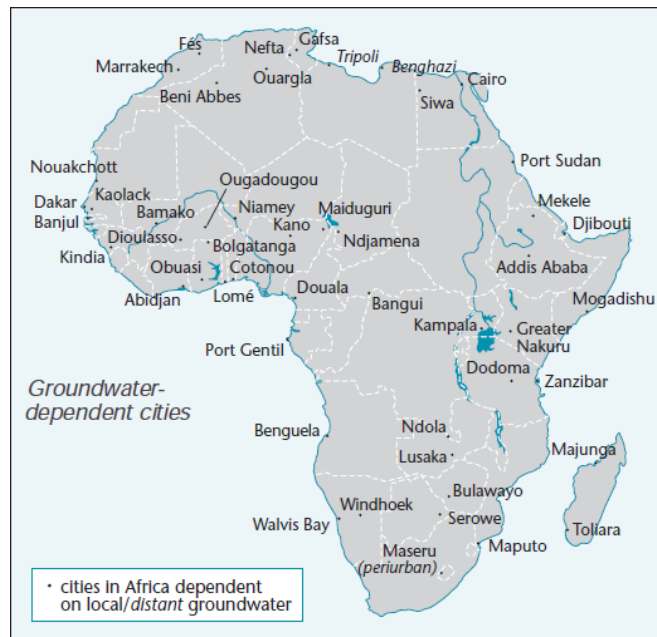 Fés
Nefta
Gafsa
Tripoli
Benghazi
Marrakech
Ouargla
Cairo
Beni Abbes
Siwa
Nouakchott
Port Sudan
Ougadougou
Dakar
Kaolack
Niamey
Maiduguri
Mekele
Banjul
Bamako
Kano
Djibouti
Dioulasso
Bolgatanga
Ndjamena
Kindia
Obuasi
Cotonou
Addis Ababa
Abidjan
Lomé
Douala
Bangui
Mogadishu
Kampala
Greater
Nakuru
Port Gentil
Dodoma
Zanzibar
Groundwater-
dependent cities
Benguela
Ndola
Lusaka
Majunga
Bulawayo
Windhoek
Serowe
Walvis Bay
Toliara
Maseru
(periurban)
Maputo
· cities in Africa dependent
on local/distant groundwater